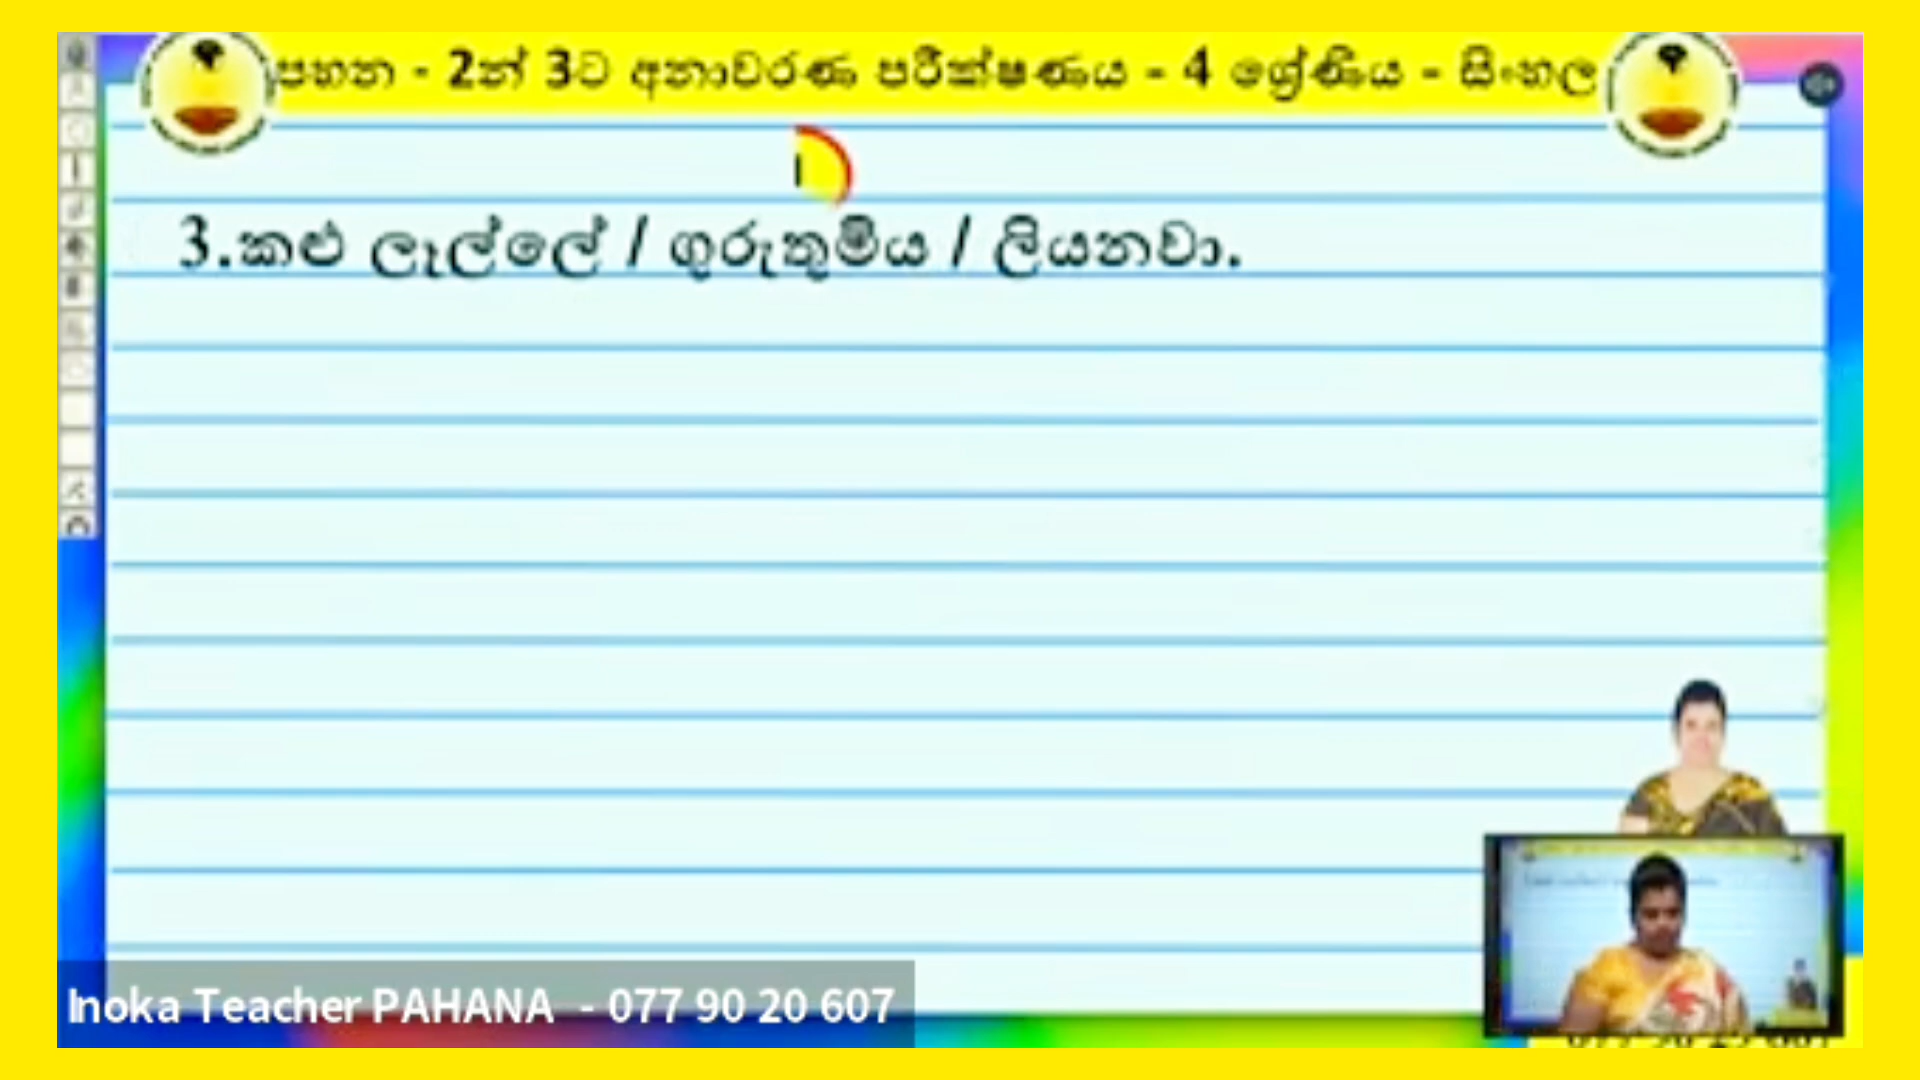 පහන - 2න් 3ට අනාවරණ පරීක්ෂණය - 4 ශ්‍රේණිය - සිංහල
3.කළු ලෑල්ලේ / ගුරුතුමිය / ලියනවා.
Inoka Teacher PAHANA - 077 90 20 607